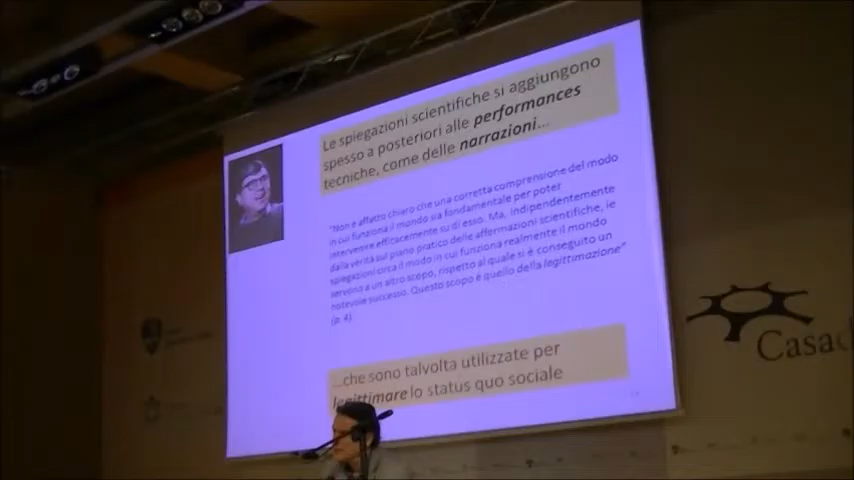 Le spiegazioni scientifiche si aggiungono
spesso a posteriori alle performances
tecniche, come delle narrazioni...
"Non è affatto chiaro che una corretta comprensione del modo
in cui funziona il mondo sia fondamentale per poter
intervenire efficacemente su di esso. Ma, indipendentemente
dalla verità sul piano pratico delle affermazioni scientifiche, le
spiegazioni circa il modo in cui funziona realmente il mondo
servono a un altro scopo, rispetto al quale si è conseguito un
notevole successo. Questo scopo è quello della legittimazione"
(p. 4)
...che sono talvolta utilizzate per
legittimare lo status quo sociale
Casad